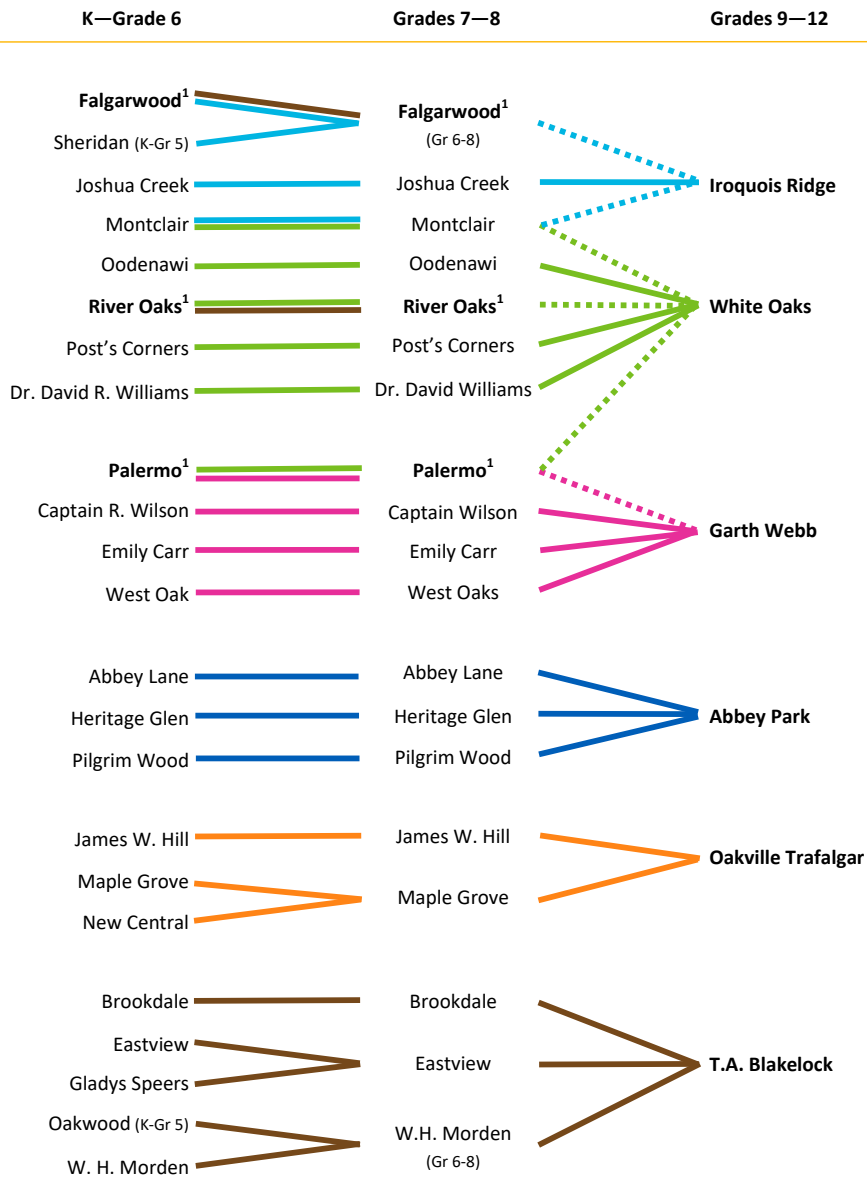 K—Grade 6 Grades 7—8 Grades 9—12
Falgarwood¹ Falgarwood¹
(Gr 6-8)
Sheridan (K-Gr 5)
Joshua Creek Joshua Creek Iroquois Ridge
Montclair Montclair
Oodenawi Oodenawi
River Oaks¹ River Oaks¹ White Oaks
Post’s Corners Post’s Corners
Dr. David R. Williams Dr. David Williams
Palermo¹ Palermo¹
Captain R. Wilson Captain Wilson
Garth Webb
Emily Carr Emily Carr
West Oak West Oaks
Abbey Lane Abbey Lane
Heritage Glen Heritage Glen Abbey Park
Pilgrim Wood Pilgrim Wood
James W. Hill James W. Hill
Oakville Trafalgar
Maple Grove Maple Grove
New Central
Brookdale Brookdale
Eastview Eastview T.A. Blakelock
Gladys Speers
Oakwood (K-Gr 5) W.H. Morden
(Gr 6-8)
W. H. Morden